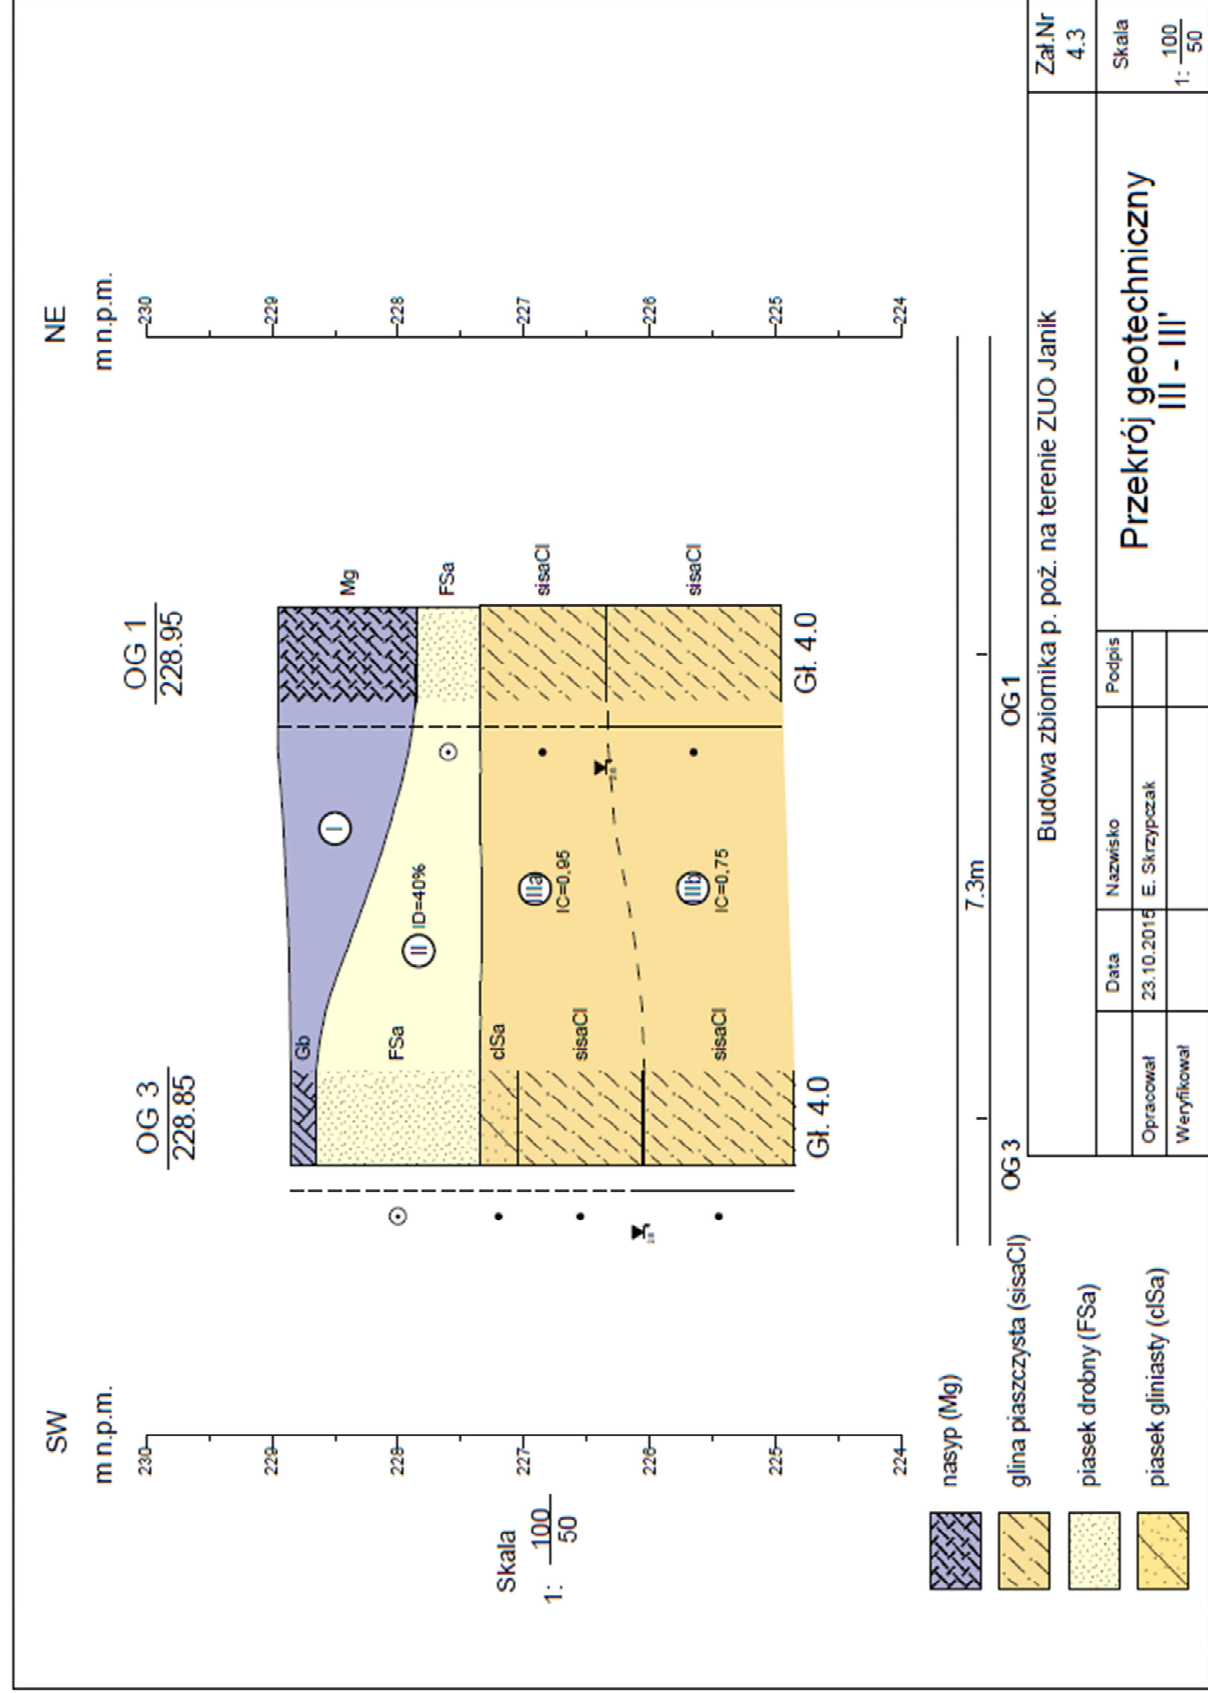 SW
NE
m n.p.m.
m n.p.m.
OG 3
228.85
OG 1
228.95
230
229
228
227
226
225
224
230
229
228
227
226
225
224
Skala
1: 100
50
Gb
FSa
clSa
sisaCl
sisaCl
I
II ID=40%
IIIa
IC=0.95
IIIb
IC=0.75
Mg
FSa
sisaCl
sisaCl
2.8
2.6
Gł. 4.0
Gł. 4.0
7.3m
OG 3
OG 1
nasyp (Mg)
glina piaszczysta (sisaCl)
piasek drobny (FSa)
piasek gliniasty (clSa)
Budowa zbiornika p. poż. na terenie ZUO Janik
Zał.Nr
4.3
Data
Nazwisko
Podpis
Opracował
23.10.2015
E. Skrzypczak
Weryfikował
Przekrój geotechniczny
III - III'
Skala
1: 100
50